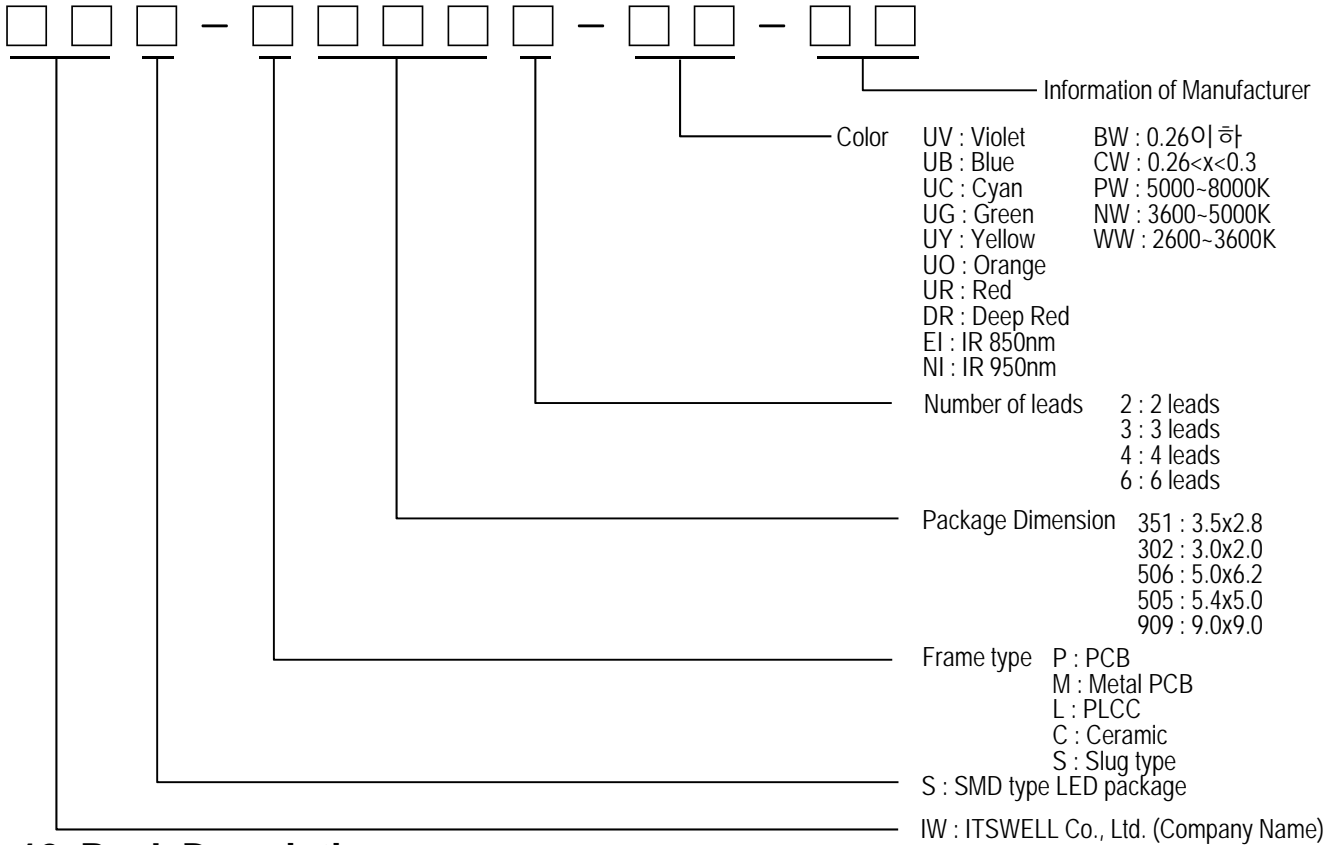 Information of Manufacturer
Color UV : Violet BW : 0.26이하
UB : Blue CW : 0.26<x<0.3
UC : Cyan PW : 5000~8000K
UG : Green NW : 3600~5000K
UY : Yellow WW : 2600~3600K
UO : Orange
UR : Red
DR : Deep Red
EI : IR 850nm
NI : IR 950nm
Number of leads 2 : 2 leads
3 : 3 leads
4 : 4 leads
6 : 6 leads
Package Dimension 351 : 3.5x2.8
302 : 3.0x2.0
506 : 5.0x6.2
505 : 5.4x5.0
909 : 9.0x9.0
Frame type P : PCB
M : Metal PCB
L : PLCC
C : Ceramic
S : Slug type
S : SMD type LED package
IW : ITSWELL Co., Ltd. (Company Name)